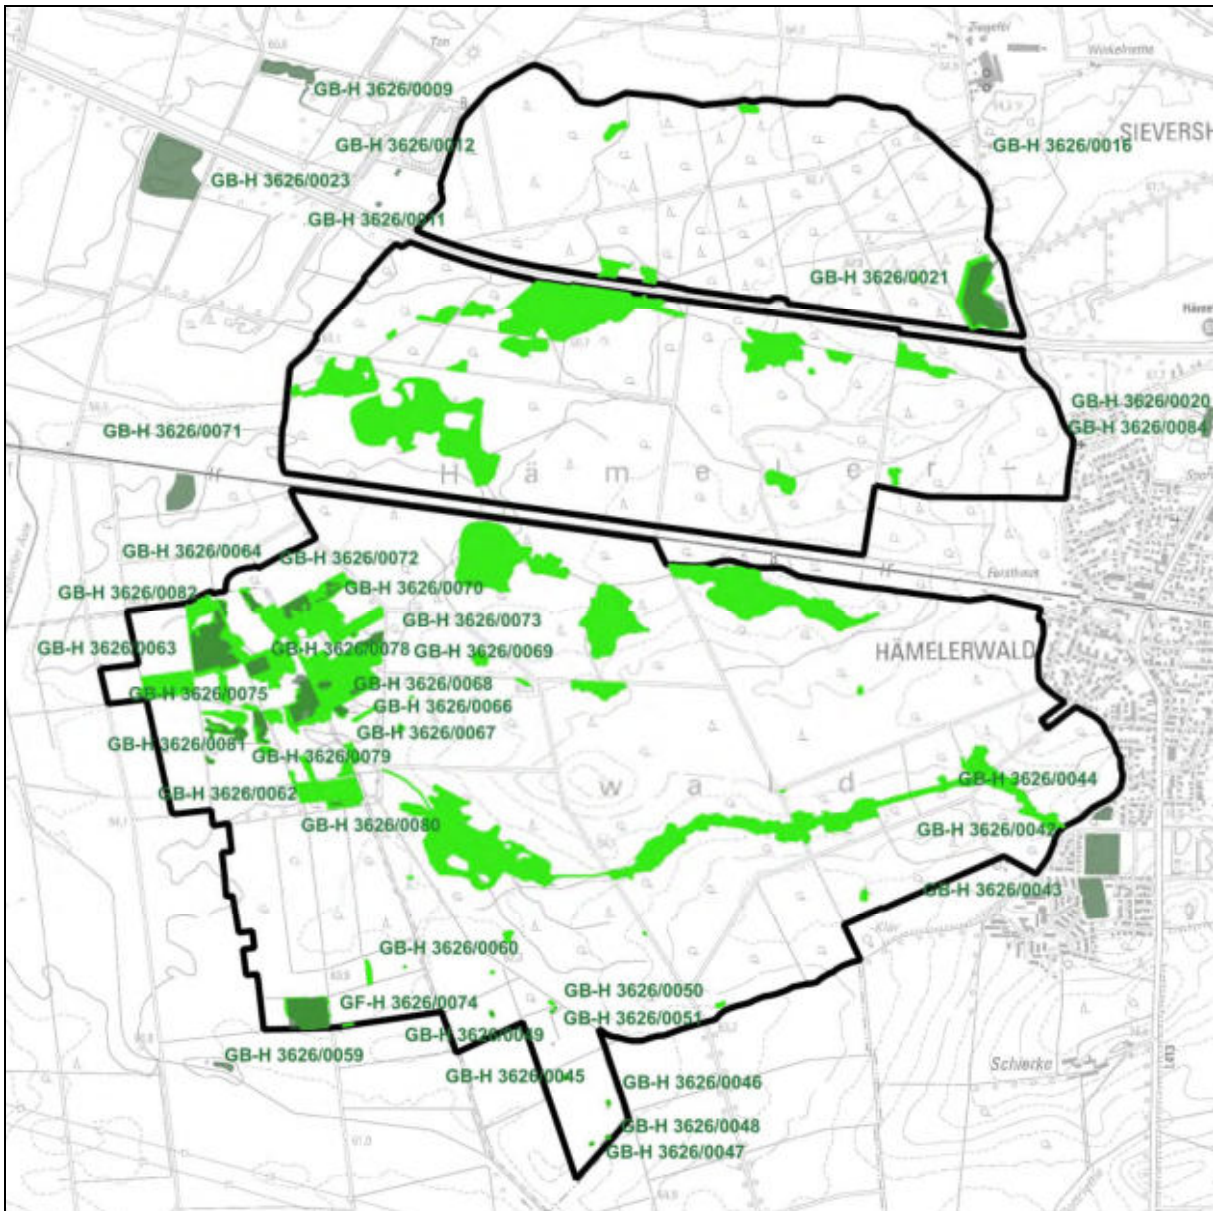 Ton
Ziegelei
GB-H 3626/0009
GB-H 3626/0012
GB-H 3626/0016
SIEVERSH
GB-H 3626/0023
GB-H 3626/0011
GB-H 3626/0021
GB-H 3626/0020
GB-H 3626/0084
GB-H 3626/0071
H ä m e l e r -
GB-H 3626/0064
GB-H 3626/0072
Forsthaus
GB-H 3626/0082
GB-H 3626/0070
GB-H 3626/0073
GB-H 3626/0063
GB-H 3626/0078
GB-H 3626/0069
HÄMELERWALD
GB-H 3626/0068
GB-H 3626/0075
GB-H 3626/0066
GB-H 3626/0067
GB-H 3626/0081
GB-H 3626/0079
w a l d
GB-H 3626/0044
GB-H 3626/0062
GB-H 3626/0080
GB-H 3626/0042
GB-H 3626/0043
GB-H 3626/0060
GB-H 3626/0050
GF-H 3626/0074
GB-H 3626/0051
GB-H 3626/0049
GB-H 3626/0059
Schierke
L413
GB-H 3626/0045
GB-H 3626/0046
GB-H 3626/0048
GB-H 3626/0047